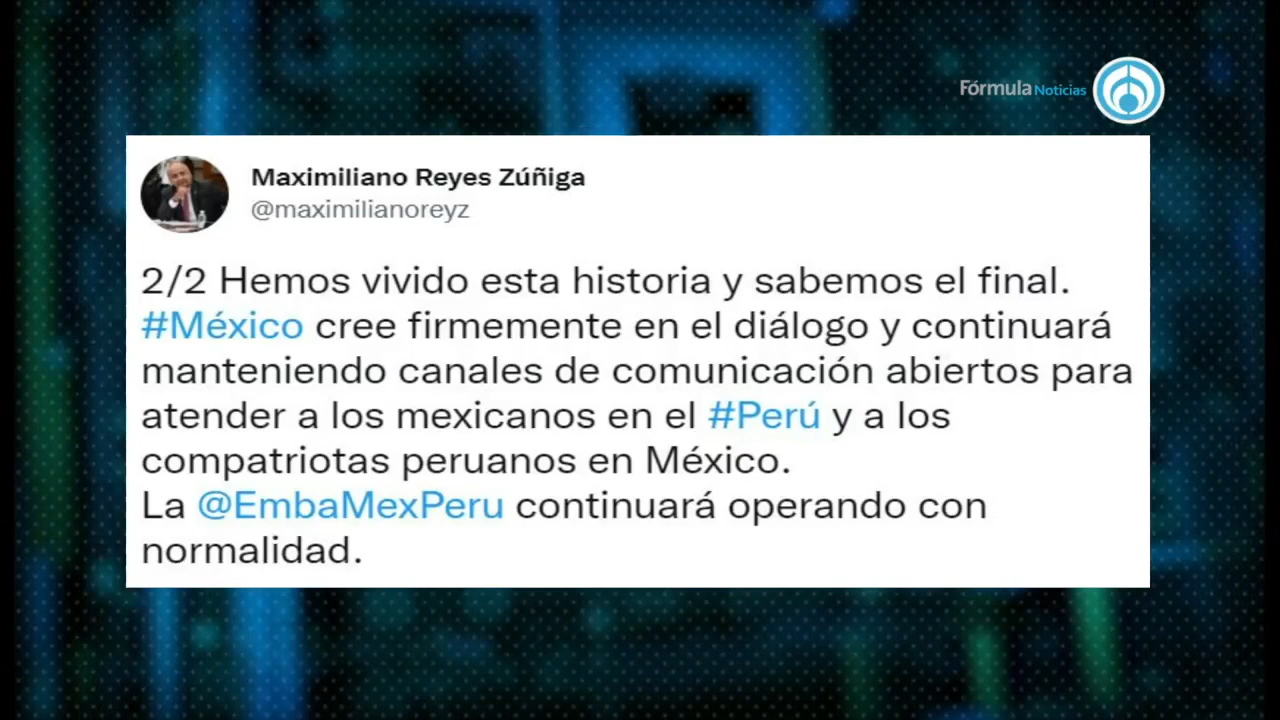 Fórmula Noticias
Maximiliano Reyes Zúñiga
@maximilianoreyz
2/2 Hemos vivido esta historia y sabemos el final.
#México cree firmemente en el diálogo y continuará
manteniendo canales de comunicación abiertos para
atender a los mexicanos en el #Perú y a los
compatriotas peruanos en México.
La @EmbaMexPeru continuará operando con
normalidad.